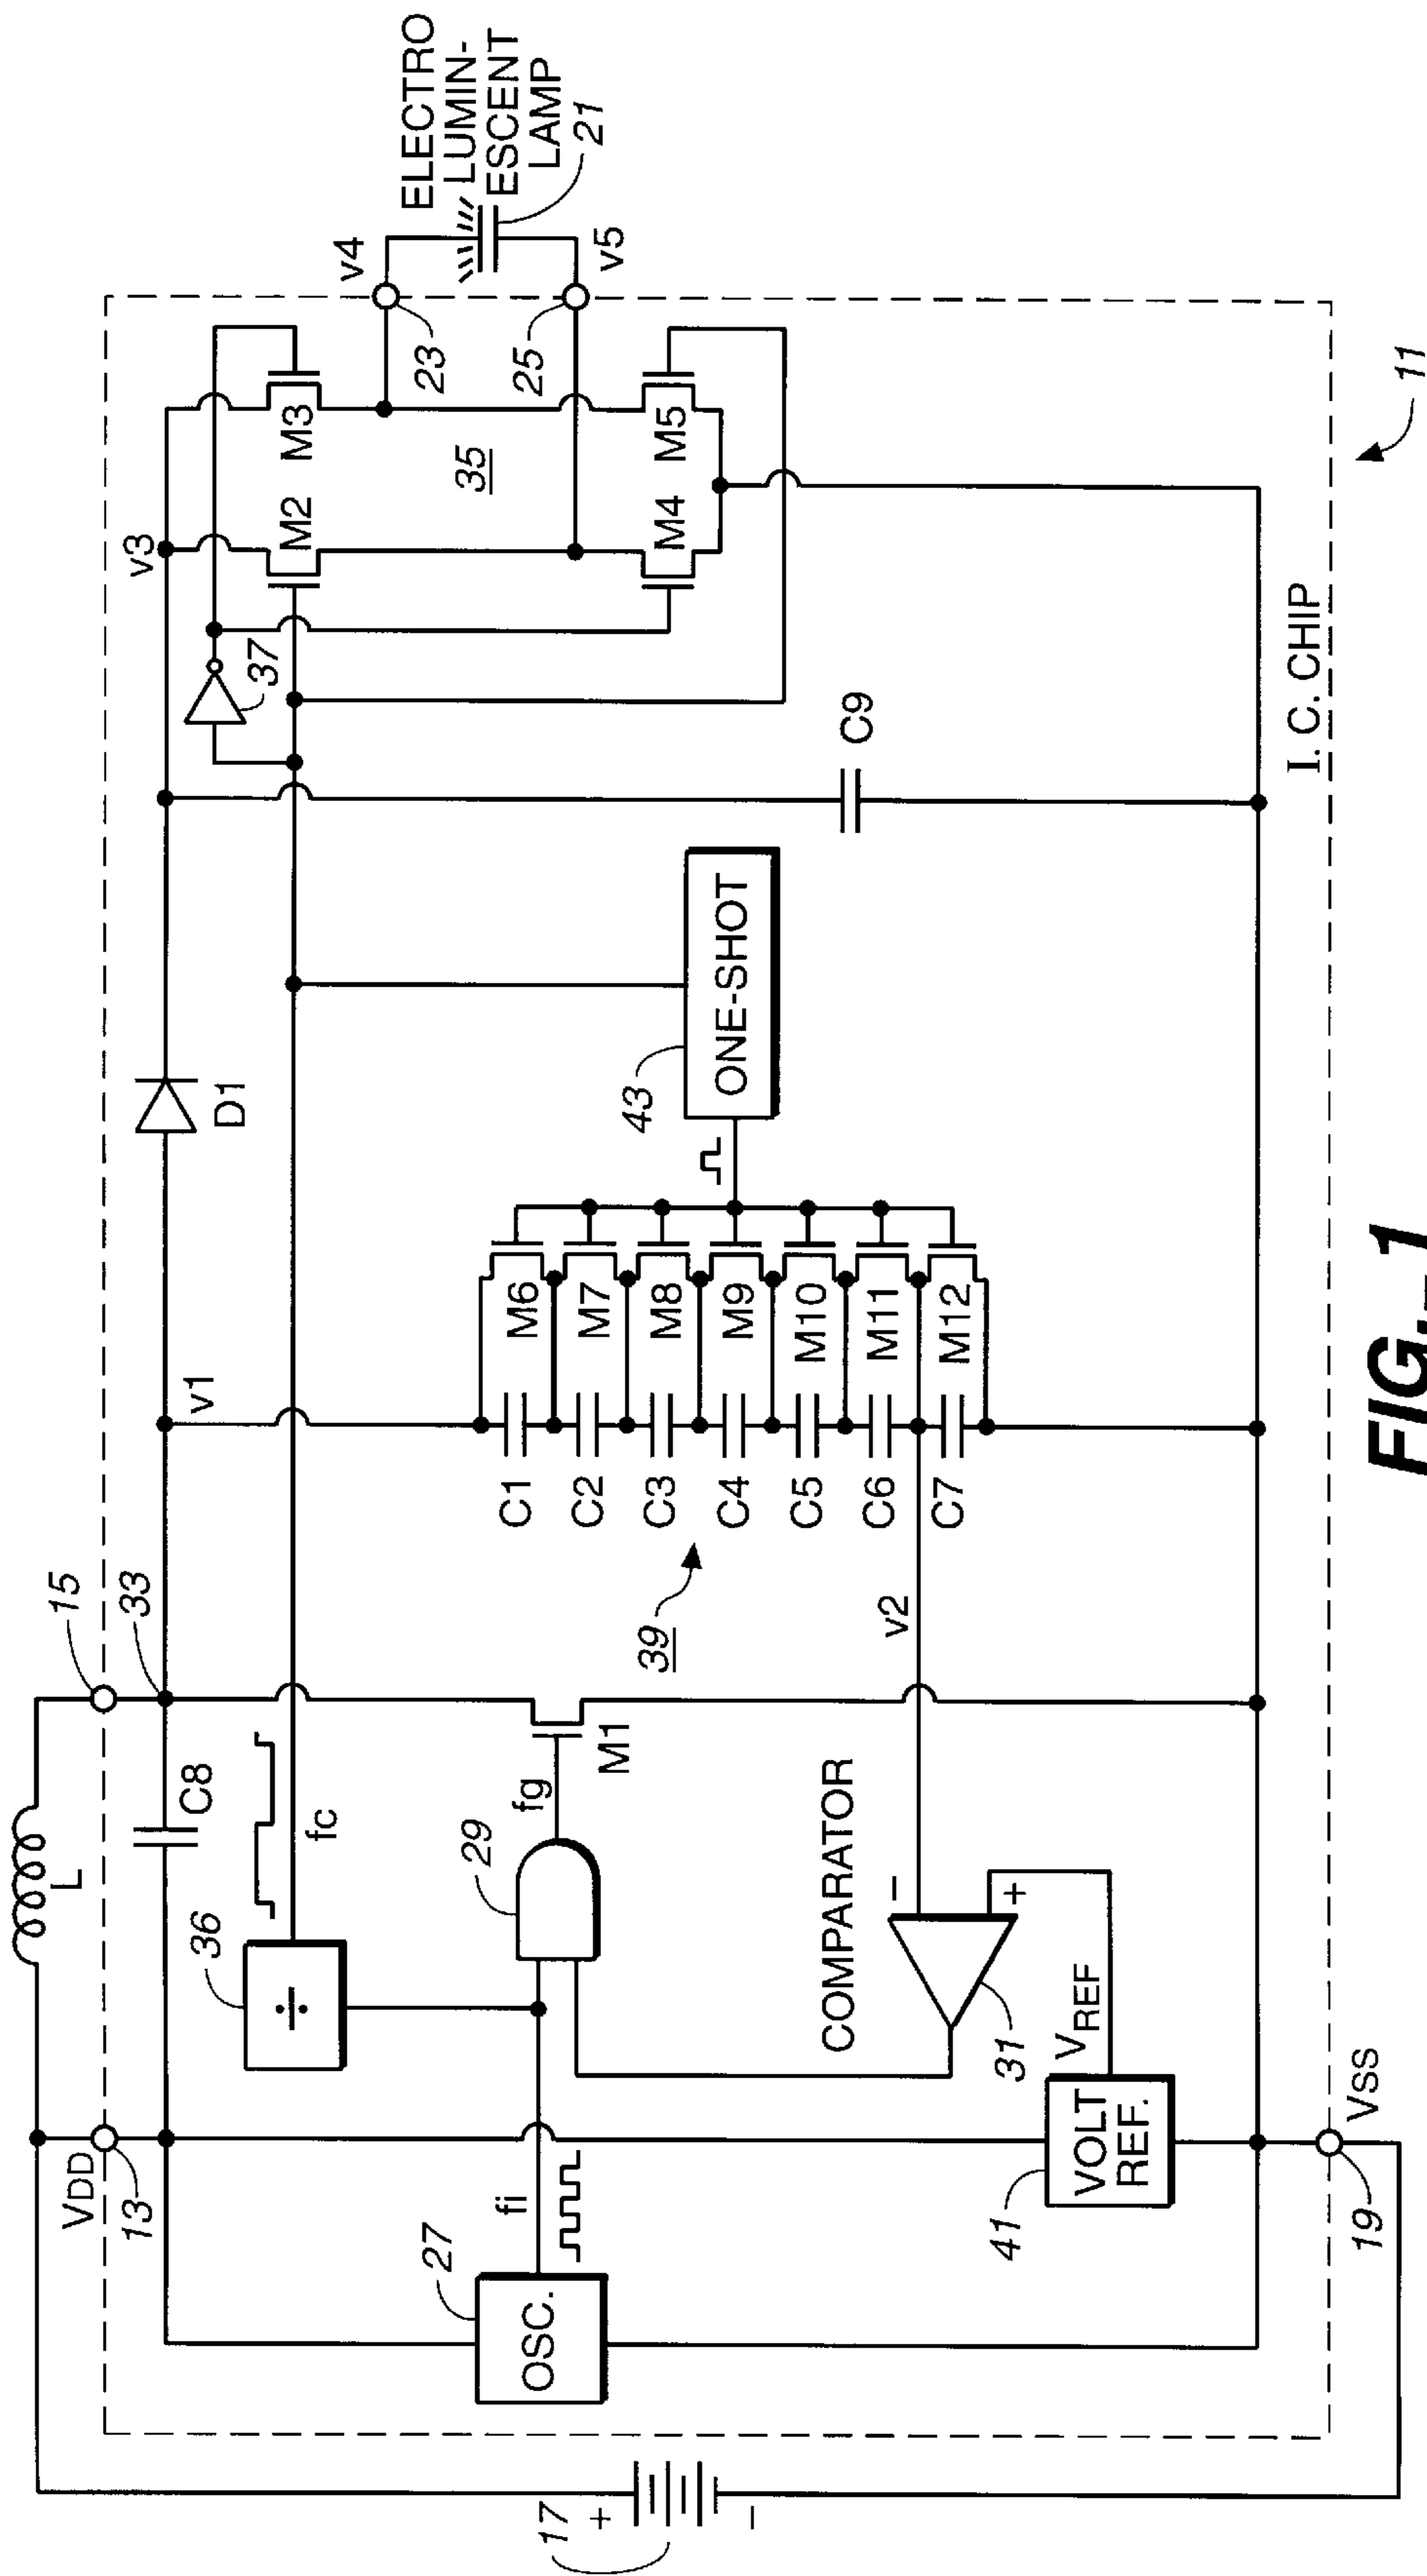 ELECTRO
LUMIN-
ESCENT
LAMP
21
v4
v5
23
25
11
v3
M3
M2
35
M5
M4
37
C9
I. C. CHIP
ONE-SHOT
43
D1
v1
M6
M7
M8
M9
M10
M11
M12
C1
C2
C3
C4
C5
C6
C7
39
v2
15
33
L
C8
fc
M1
fg
29
36
÷
COMPARATOR
−
+
31
VREF
VDD
13
fi
27
OSC.
VOLT
REF.
41
VSS
19
17
+
−
FIG._1